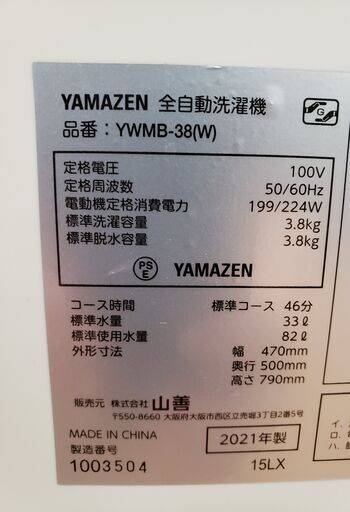 YAMAZEN 全自動洗濯機
品番：YWMB-38(W)
定格電圧 100V
定格周波数 50/60Hz
電動機定格消費電力 199/224W
標準洗濯容量 3.8kg
標準脱水容量 3.8kg
PS
E YAMAZEN
コース時間 標準コース 46分
標準水量 33ℓ
標準使用水量 82ℓ
外形寸法 幅 470mm
奥行 500mm
高さ 790mm
販売元 株式会社 山善
〒550-8660 大阪府大阪市西区立売堀3丁目2番5号
MADE IN CHINA 2021年製
製造番号
1003504 15LX
イ．
ロ．
ハ．